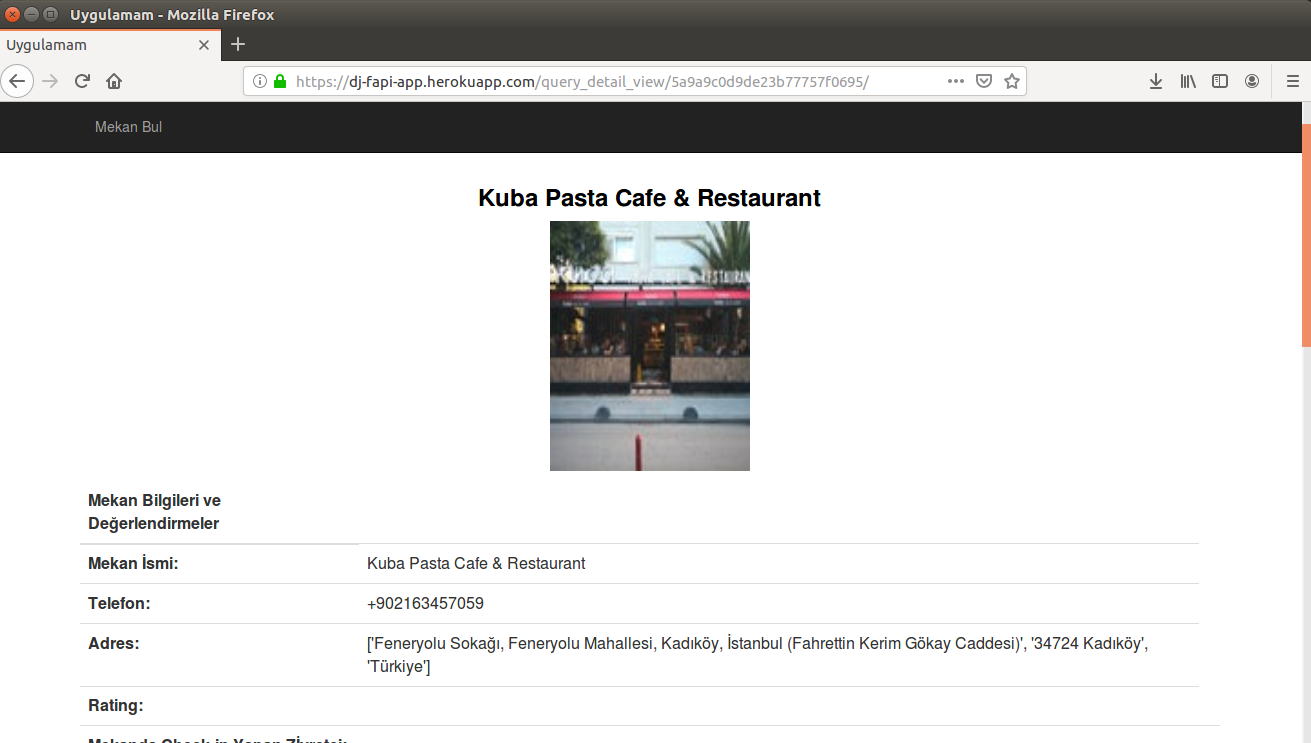 Uygulamam - Mozilla Firefox
Uygulamam
https://dj-fapi-app.herokuapp.com/query_detail_view/5a9a9c0d9de23b77757f0695/
Mekan Bul
Kuba Pasta Cafe & Restaurant
Mekan Bilgileri ve
Değerlendirmeler
Mekan İsmi:
Kuba Pasta Cafe & Restaurant
Telefon:
+902163457059
Adres:
['Feneryolu Sokağı, Feneryolu Mahallesi, Kadıköy, İstanbul (Fahrettin Kerim Gökay Caddesi)', '34724 Kadıköy',
'Türkiye']
Rating: